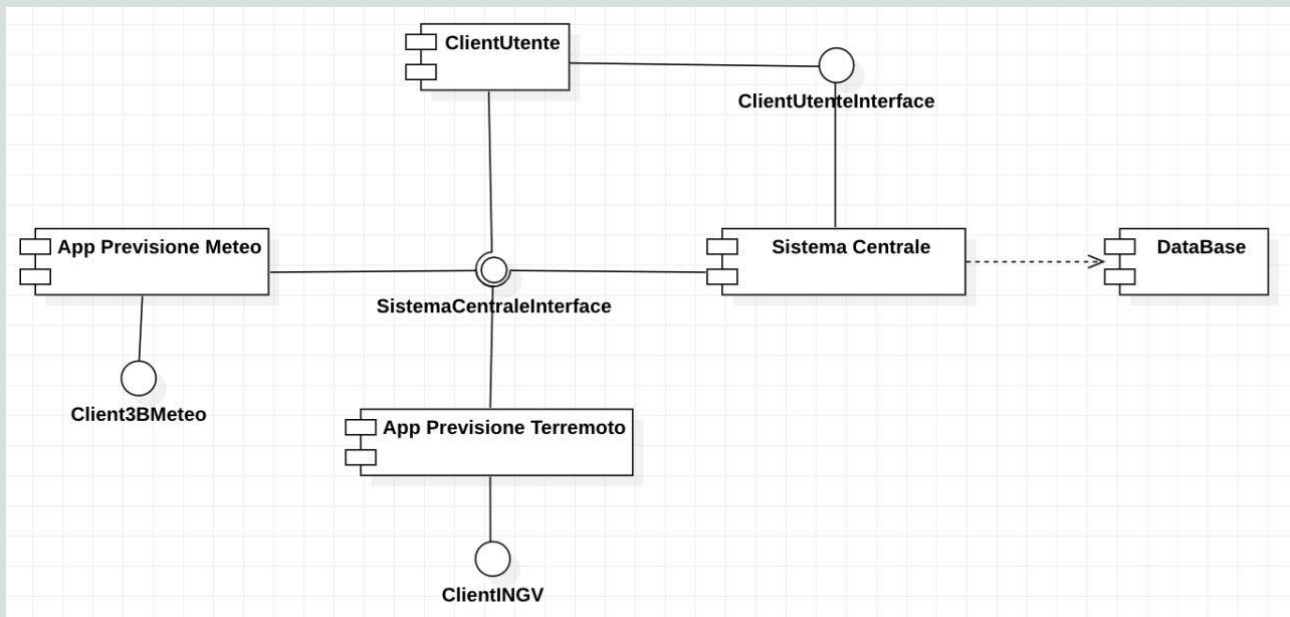 ClientUtente
ClientUtenteInterface
App Previsione Meteo
Sistema Centrale
DataBase
SistemaCentraleInterface
Client3BMeteo
App Previsione Terremoto
ClientINGV